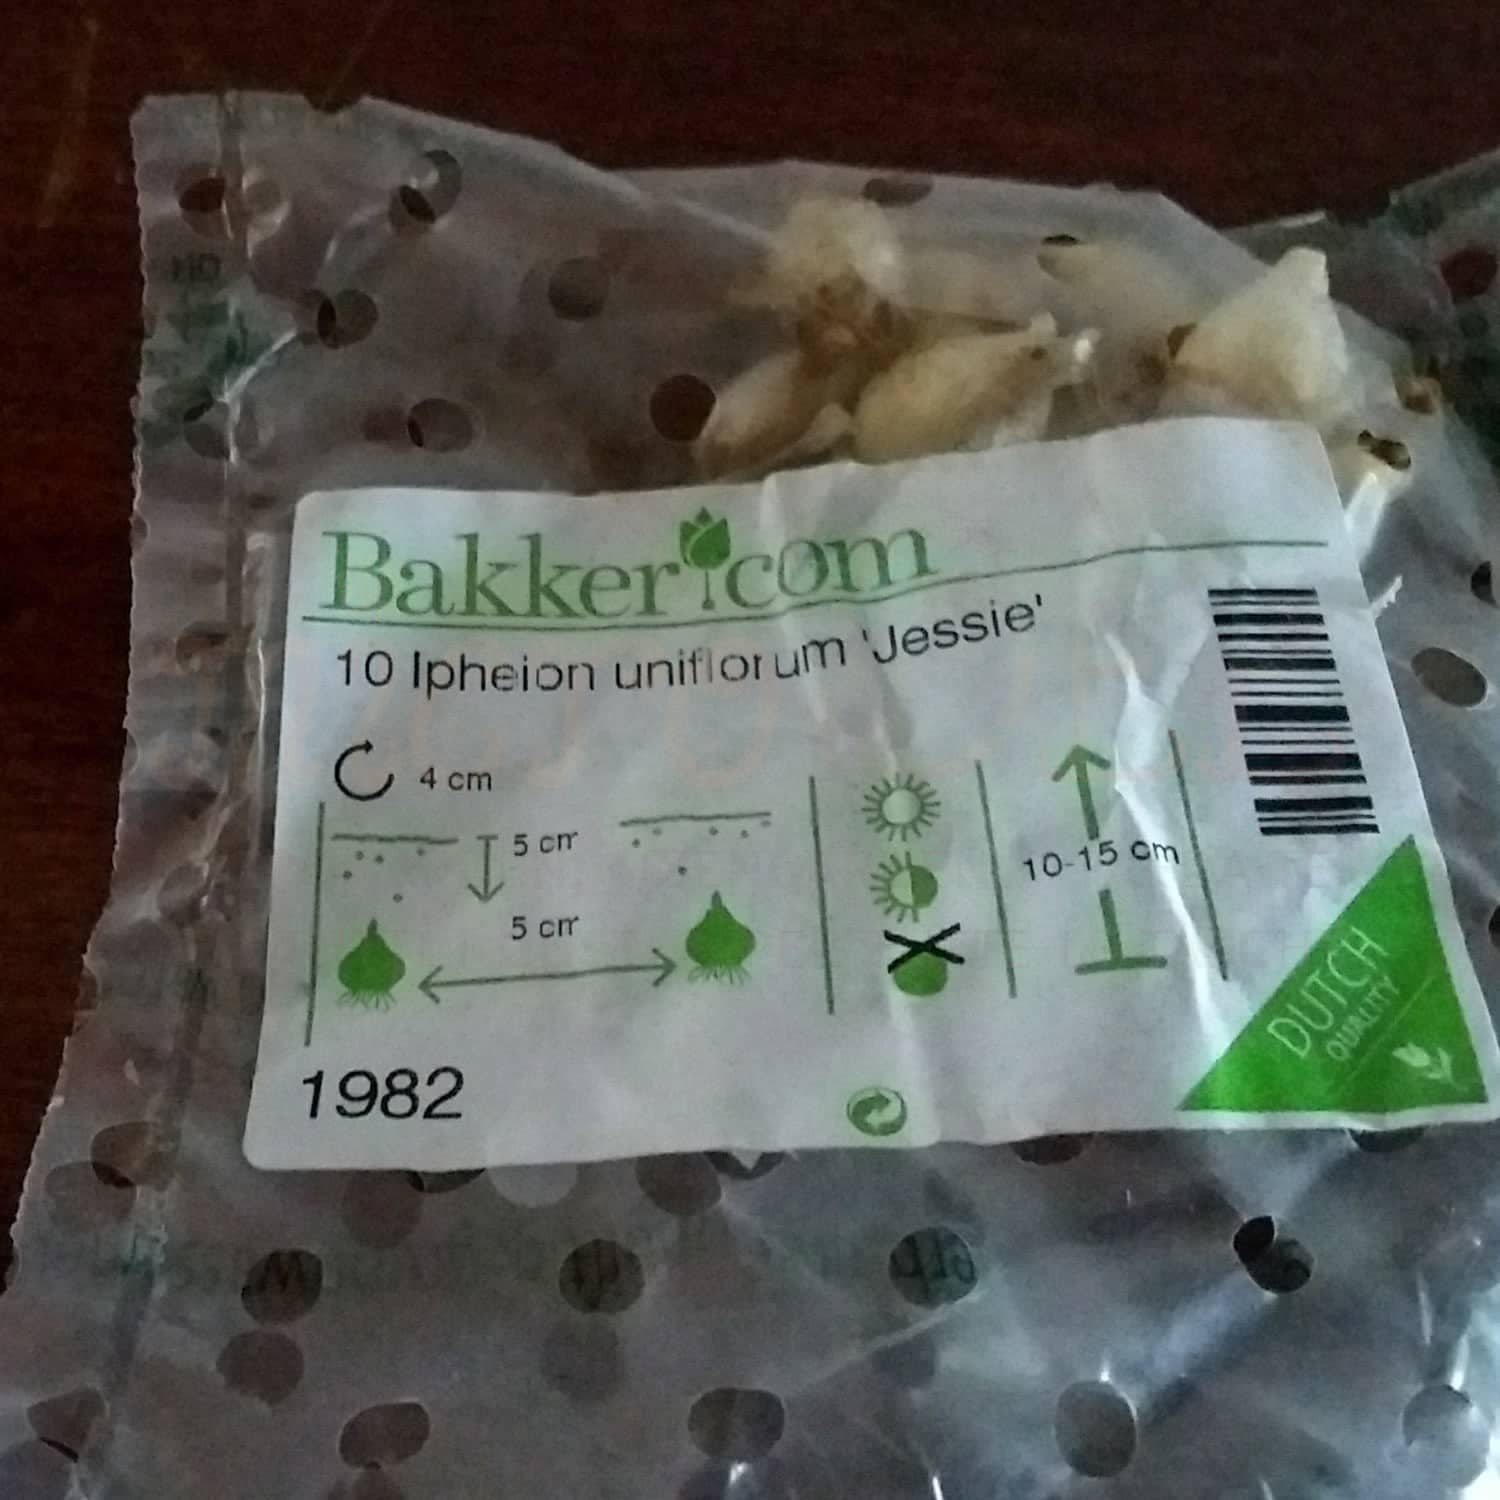 Bakker.com
10 Ipheion uniflorum 'Jessie'
4 cm
5 cm
5 cm
10-15 cm
1982
DUTCH
QUALITY